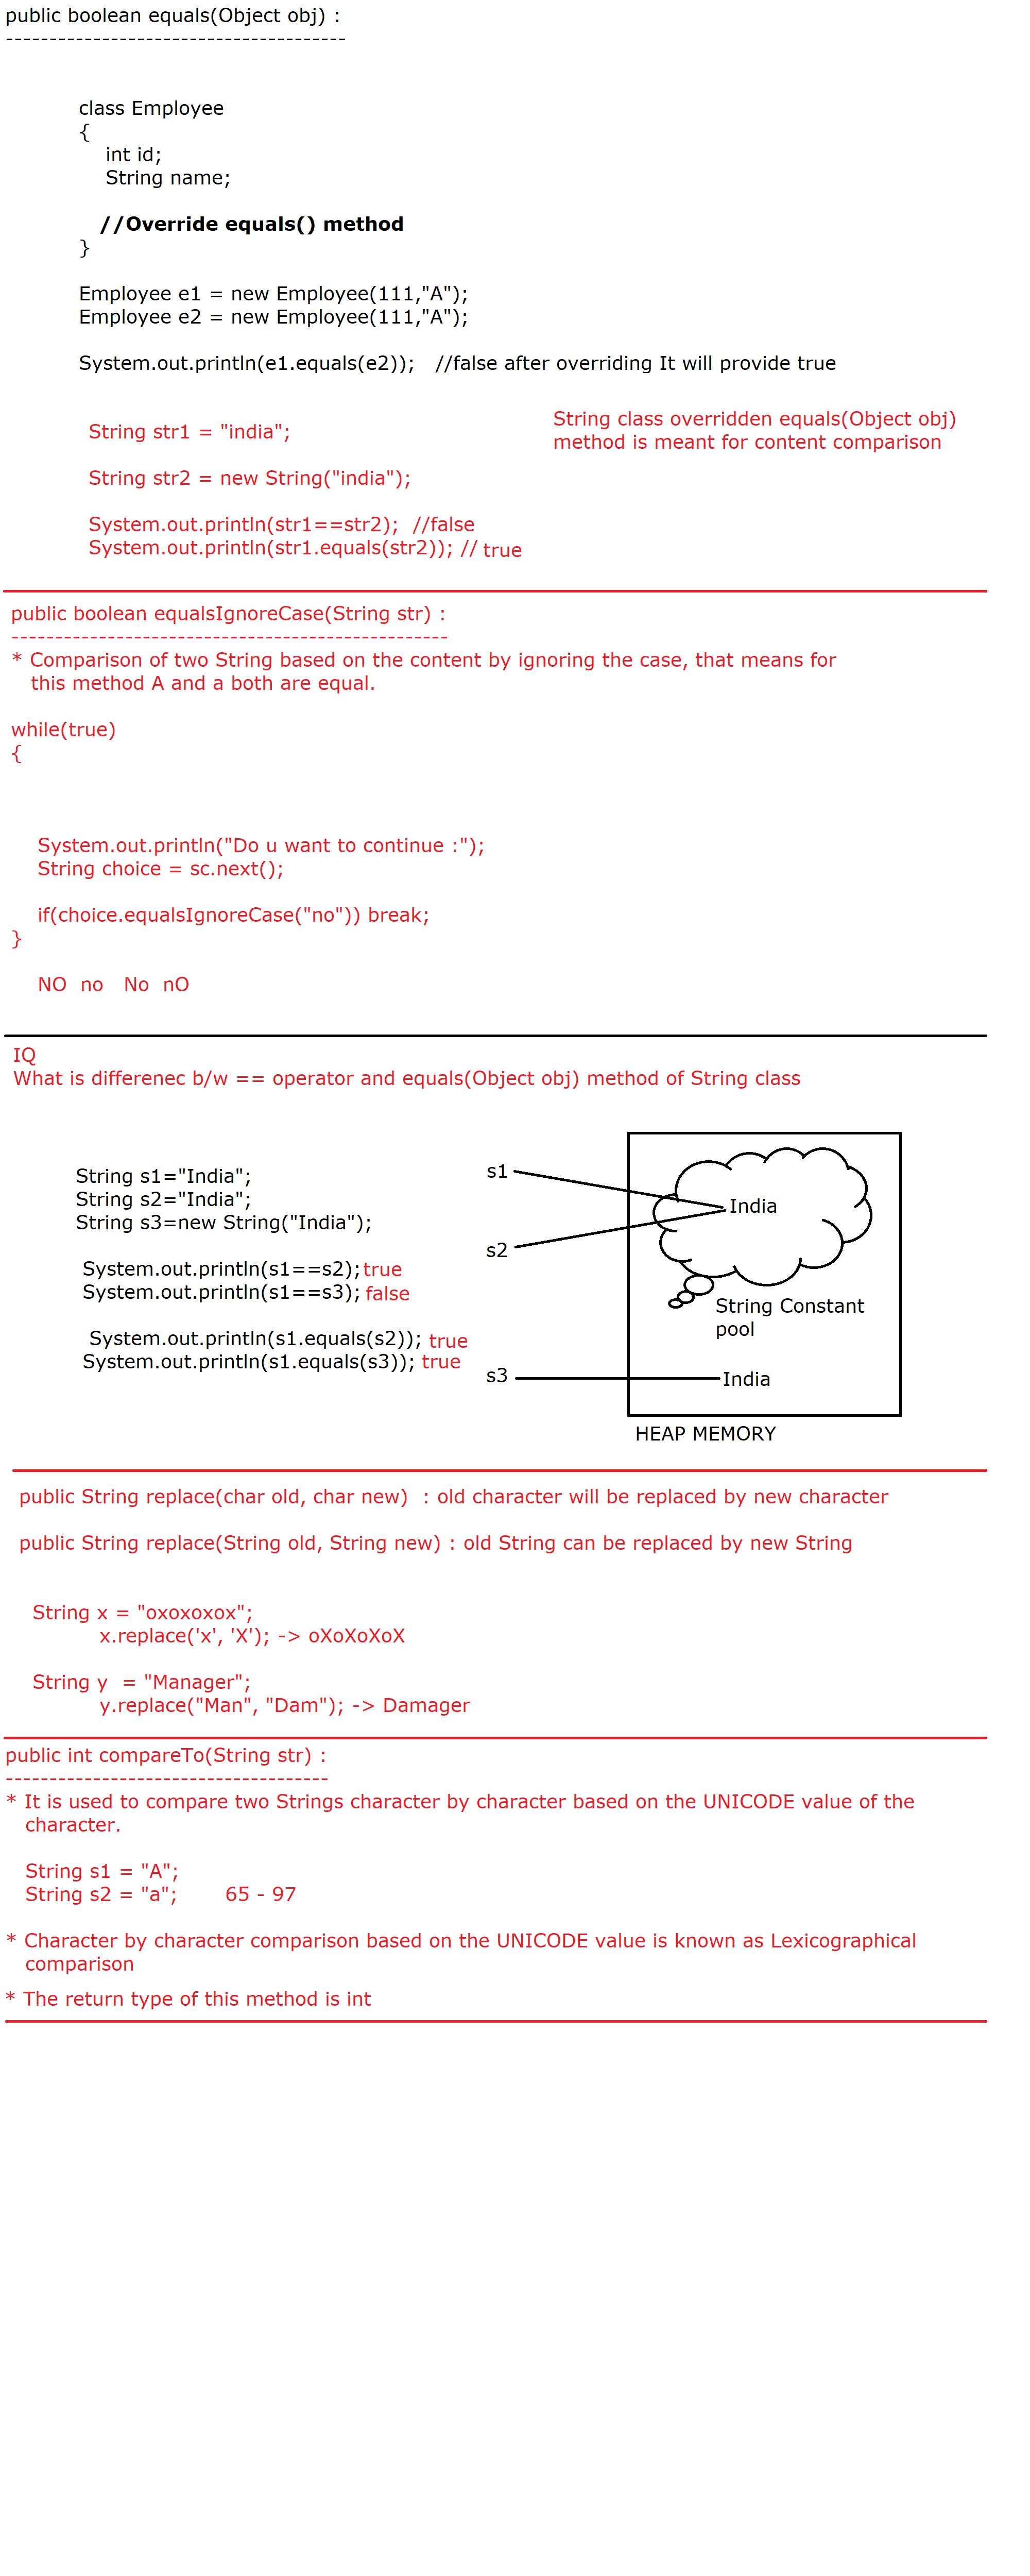 public boolean equals(Object obj) :
---------------------------------------
class Employee
{
int id;
String name;
//Override equals() method
}
Employee e1 = new Employee(111,"A");
Employee e2 = new Employee(111,"A");
System.out.println(e1.equals(e2));   //false after overriding It will provide true
String class overridden equals(Object obj)
method is meant for content comparison
String str1 = "india";
String str2 = new String("india");
System.out.println(str1==str2);  //false
System.out.println(str1.equals(str2)); // true
public boolean equalsIgnoreCase(String str) :
--------------------------------------------------
* Comparison of two String based on the content by ignoring the case, that means for
this method A and a both are equal.
while(true)
{
System.out.println("Do u want to continue :");
String choice = sc.next();
if(choice.equalsIgnoreCase("no")) break;
}
NO  no   No  nO
IQ
What is differenec b/w == operator and equals(Object obj) method of String class
String s1="India";
String s2="India";
String s3=new String("India");
System.out.println(s1==s2); true
System.out.println(s1==s3); false
System.out.println(s1.equals(s2)); true
System.out.println(s1.equals(s3)); true
s1
India
s2
String Constant
pool
s3
India
HEAP MEMORY
public String replace(char old, char new)  : old character will be replaced by new character
public String replace(String old, String new) : old String can be replaced by new String
String x = "oxoxoxox";
x.replace('x', 'X'); -> oXoXoXoX
String y  = "Manager";
y.replace("Man", "Dam"); -> Damager
public int compareTo(String str) :
-------------------------------------
* It is used to compare two Strings character by character based on the UNICODE value of the
character.
String s1 = "A";
String s2 = "a";       65 - 97
* Character by character comparison based on the UNICODE value is known as Lexicographical
comparison
* The return type of this method is int